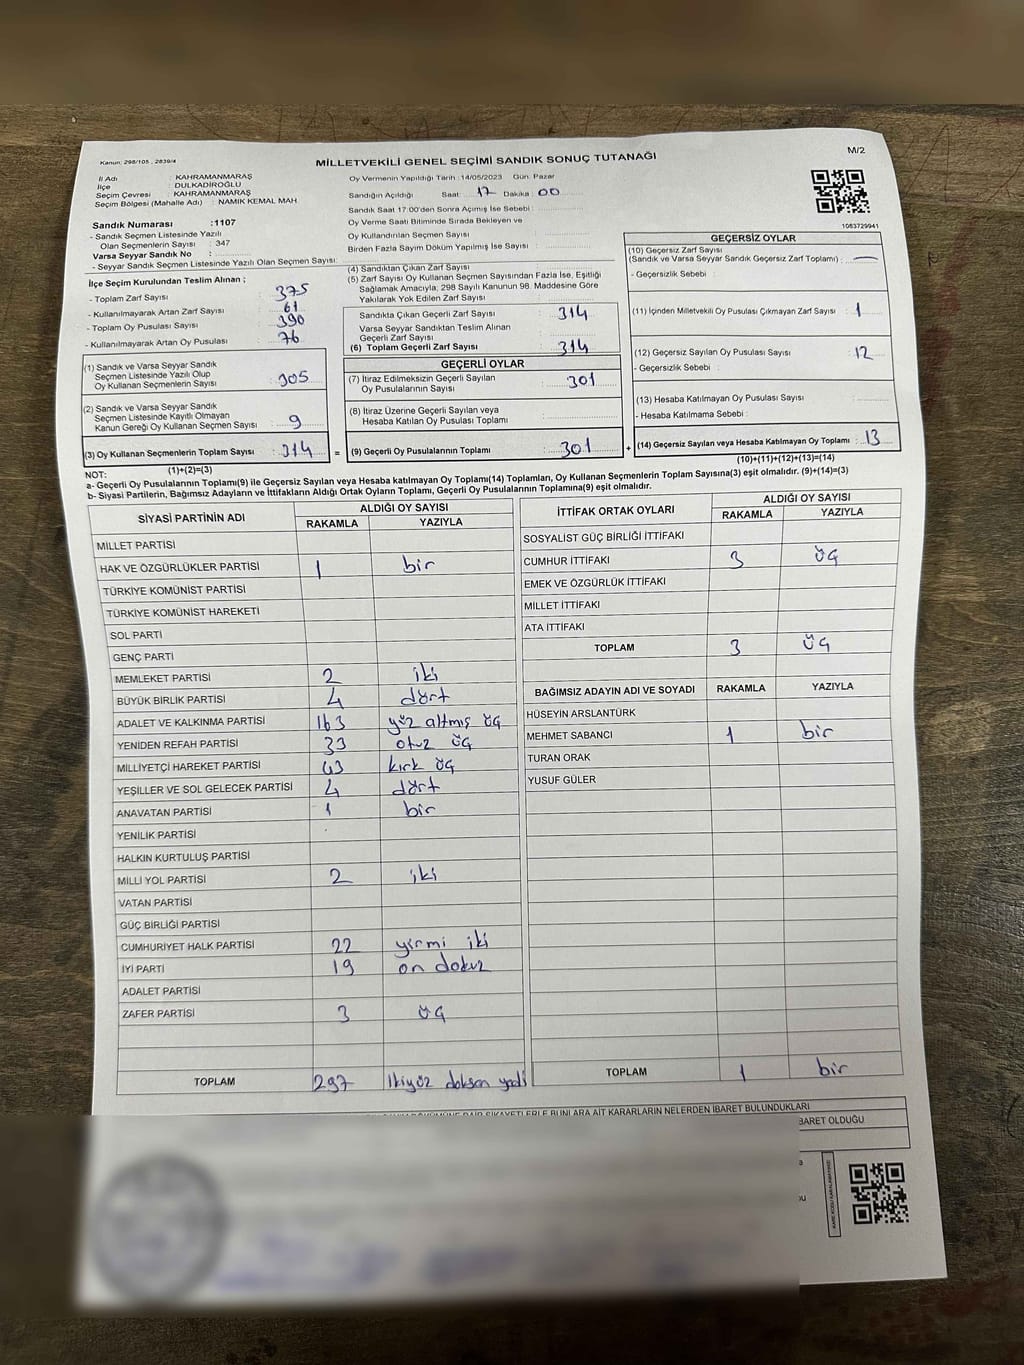 Kanun: 298/105 , 2839/4
MİLLETVEKİLİ GENEL SEÇİMİ SANDIK SONUÇ TUTANAĞI
M/2
İl Adı : KAHRAMANMARAŞ
İlçe : DULKADİROĞLU
Seçim Çevresi : KAHRAMANMARAŞ
Seçim Bölgesi (Mahalle Adı) : NAMIK KEMAL MAH
Sandık Numarası :1107
- Sandık Seçmen Listesinde Yazılı
Olan Seçmenlerin Sayısı : 347
Varsa Seyyar Sandık No :
- Seyyar Sandık Seçmen Listesinde Yazılı Olan Seçmen Sayısı:
Oy Vermenin Yapıldığı Tarih :14/05/2023 Gün: Pazar
Sandığın Açıldığı Saat: 17 Dakika: 00
Sandık Saat 17:00'den Sonra Açımış İse Sebebi :
Oy Verme Saati Bitiminde Sırada Bekleyen ve
Oy Kullandırılan Seçmen Sayısı
Birden Fazla Sayım Döküm Yapılmış İse Sayısı :
1083729941
İlçe Seçim Kurulundan Teslim Alınan ;
- Toplam Zarf Sayısı : 375
- Kullanılmayarak Artan Zarf Sayısı : 61
- Toplam Oy Pusulası Sayısı : 390
- Kullanılmayarak Artan Oy Pusulası : 76
(1) Sandık ve Varsa Seyyar Sandık
Seçmen Listesinde Yazılı Olup
Oy Kullanan Seçmenlerin Sayısı : 305
(2) Sandık ve Varsa Seyyar Sandık
Seçmen Listesinde Kayıtlı Olmayan
Kanun Gereği Oy Kullanan Seçmen Sayısı : 9
(3) Oy Kullanan Seçmenlerin Toplam Sayısı : 314
(1)+(2)=(3)
(4) Sandıktan Çıkan Zarf Sayısı
(5) Zarf Sayısı Oy Kullanan Seçmen Sayısından Fazla İse, Eşitliği
Sağlamak Amacıyla; 298 Sayılı Kanunun 98. Maddesine Göre
Yakılarak Yok Edilen Zarf Sayısı
Sandıkta Çıkan Geçerli Zarf Sayısı : 314
Varsa Seyyar Sandıktan Teslim Alınan
Geçerli Zarf Sayısı
(6) Toplam Geçerli Zarf Sayısı : 314
GEÇERLİ OYLAR
(7) İtiraz Edilmeksizin Geçerli Sayılan
Oy Pusulalarının Sayısı : 301
(8) İtiraz Üzerine Geçerli Sayılan veya
Hesaba Katılan Oy Pusulası Toplamı
= (9) Geçerli Oy Pusulalarının Toplamı : 301
GEÇERSİZ OYLAR
(10) Geçersiz Zarf Sayısı
(Sandık ve Varsa Seyyar Sandık Geçersiz Zarf Toplamı) : —
- Geçersizlik Sebebi :
(11) İçinden Milletvekili Oy Pusulası Çıkmayan Zarf Sayısı : 1
(12) Geçersiz Sayılan Oy Pusulası Sayısı : 12
- Geçersizlik Sebebi :
(13) Hesaba Katılmayan Oy Pusulası Sayısı :
- Hesaba Katılmama Sebebi :
+ (14) Geçersiz Sayılan veya Hesaba Katılmayan Oy Toplamı : 13
(10)+(11)+(12)+(13)=(14)
NOT:
a- Geçerli Oy Pusulalarının Toplamı(9) ile Geçersiz Sayılan veya Hesaba katılmayan Oy Toplamı(14) Toplamları, Oy Kullanan Seçmenlerin Toplam Sayısına(3) eşit olmalıdır. (9)+(14)=(3)
b- Siyasi Partilerin, Bağımsız Adayların ve İttifakların Aldığı Ortak Oyların Toplamı, Geçerli Oy Pusulalarının Toplamına(9) eşit olmalıdır.
SİYASİ PARTİNİN ADI ALDIĞI OY SAYISI
RAKAMLA YAZIYLA
MİLLET PARTİSİ
HAK VE ÖZGÜRLÜKLER PARTİSİ 1 bir
TÜRKİYE KOMÜNİST PARTİSİ
TÜRKİYE KOMÜNİST HAREKETİ
SOL PARTİ
GENÇ PARTİ
MEMLEKET PARTİSİ 2 iki
BÜYÜK BİRLİK PARTİSİ 4 dört
ADALET VE KALKINMA PARTİSİ 163 yüz altmış üç
YENİDEN REFAH PARTİSİ 33 otuz üç
MİLLİYETÇİ HAREKET PARTİSİ 43 kırk üç
YEŞİLLER VE SOL GELECEK PARTİSİ 4 dört
ANAVATAN PARTİSİ 1 bir
YENİLİK PARTİSİ
HALKIN KURTULUŞ PARTİSİ
MİLLİ YOL PARTİSİ 2 iki
VATAN PARTİSİ
GÜÇ BİRLİĞİ PARTİSİ
CUMHURİYET HALK PARTİSİ 22 yirmi iki
İYİ PARTİ 19 on dokuz
ADALET PARTİSİ
ZAFER PARTİSİ 3 üç
TOPLAM 297 İkiyüz doksan yedi
İTTİFAK ORTAK OYLARI ALDIĞI OY SAYISI
RAKAMLA YAZIYLA
SOSYALİST GÜÇ BİRLİĞİ İTTİFAKI
CUMHUR İTTİFAKI 3 üç
EMEK VE ÖZGÜRLÜK İTTİFAKI
MİLLET İTTİFAKI
ATA İTTİFAKI
TOPLAM 3 üç
BAĞIMSIZ ADAYIN ADI VE SOYADI RAKAMLA YAZIYLA
HÜSEYİN ARSLANTÜRK
MEHMET SABANCI 1 bir
TURAN ORAK
YUSUF GÜLER
TOPLAM 1 bir
ŞİKAYETLERLE BUNLARA AİT KARARLARIN NELERDEN İBARET BULUNDUKLARI
BARET OLDUĞU